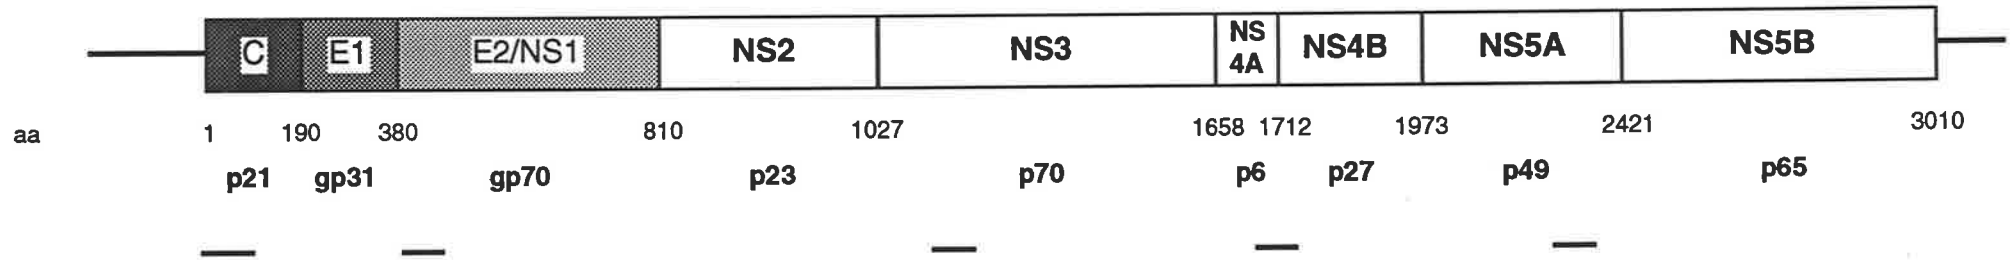 C E1 E2/NS1 NS2 NS3 NS 4A NS4B NS5A NS5B
aa 1 190 380 810 1027 1658 1712 1973 2421 3010
p21 gp31 gp70 p23 p70 p6 p27 p49 p65